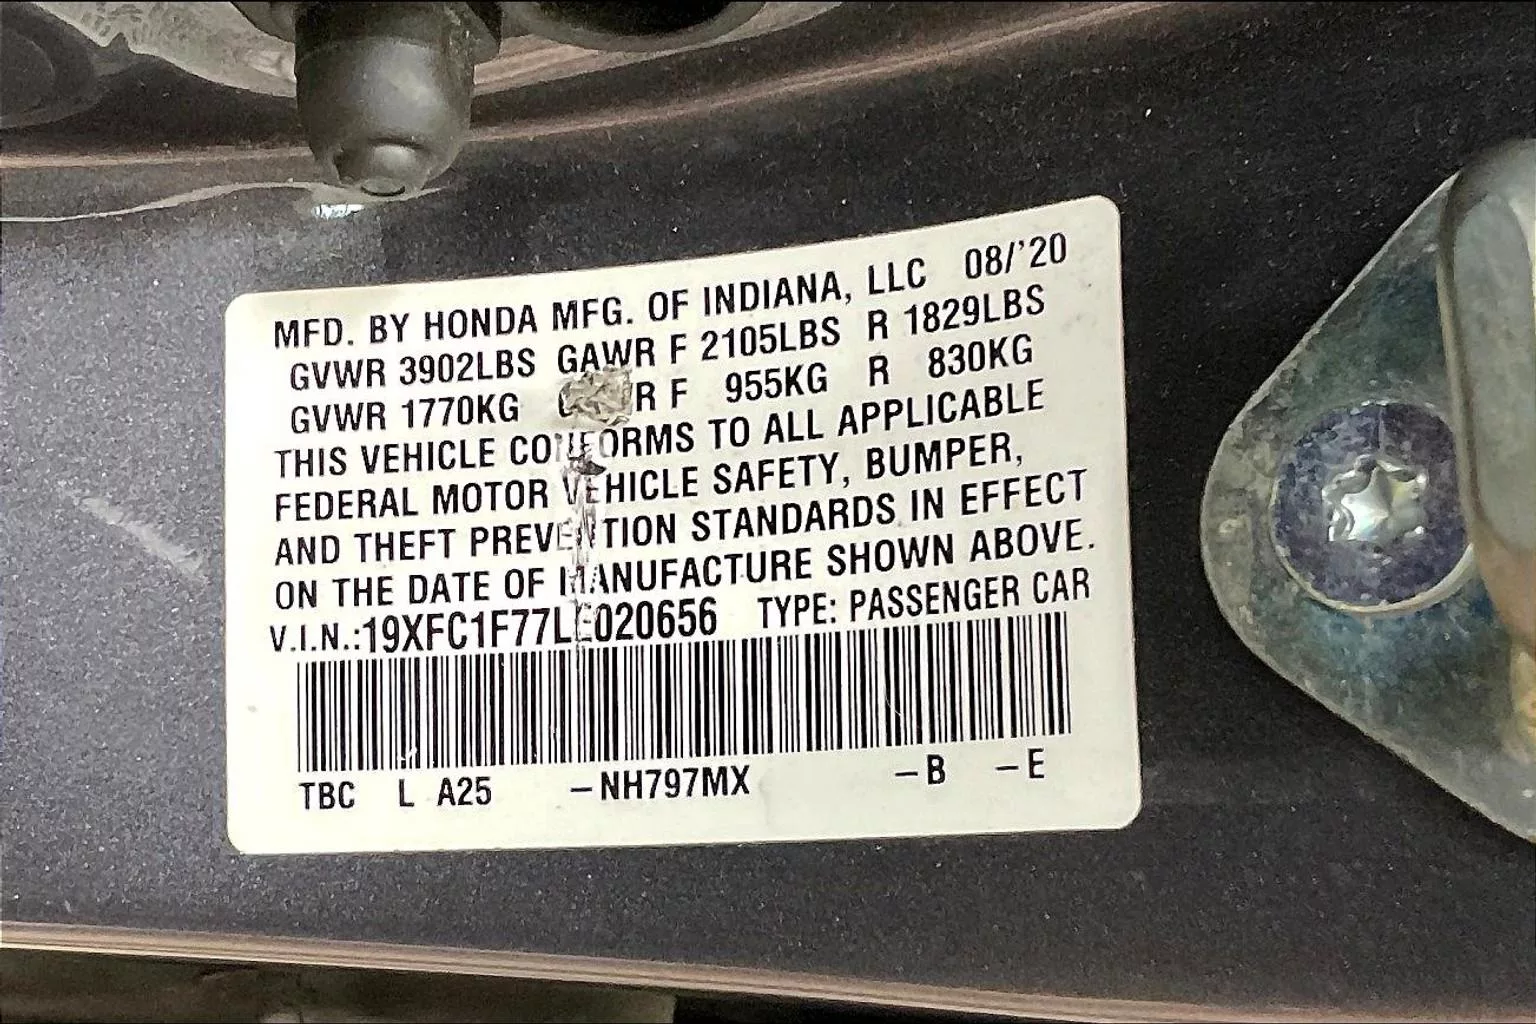 MFD. BY HONDA MFG. OF INDIANA, LLC 08/'20
GVWR 3902LBS GAWR F 2105LBS R 1829LBS
GVWR 1770KG F 955KG R 830KG
THIS VEHICLE CONFORMS TO ALL APPLICABLE
FEDERAL MOTOR VEHICLE SAFETY, BUMPER,
AND THEFT PREVENTION STANDARDS IN EFFECT
ON THE DATE OF MANUFACTURE SHOWN ABOVE.
V.I.N.: TYPE: PASSENGER CAR
TBC L A25 –NH797MX –B –E